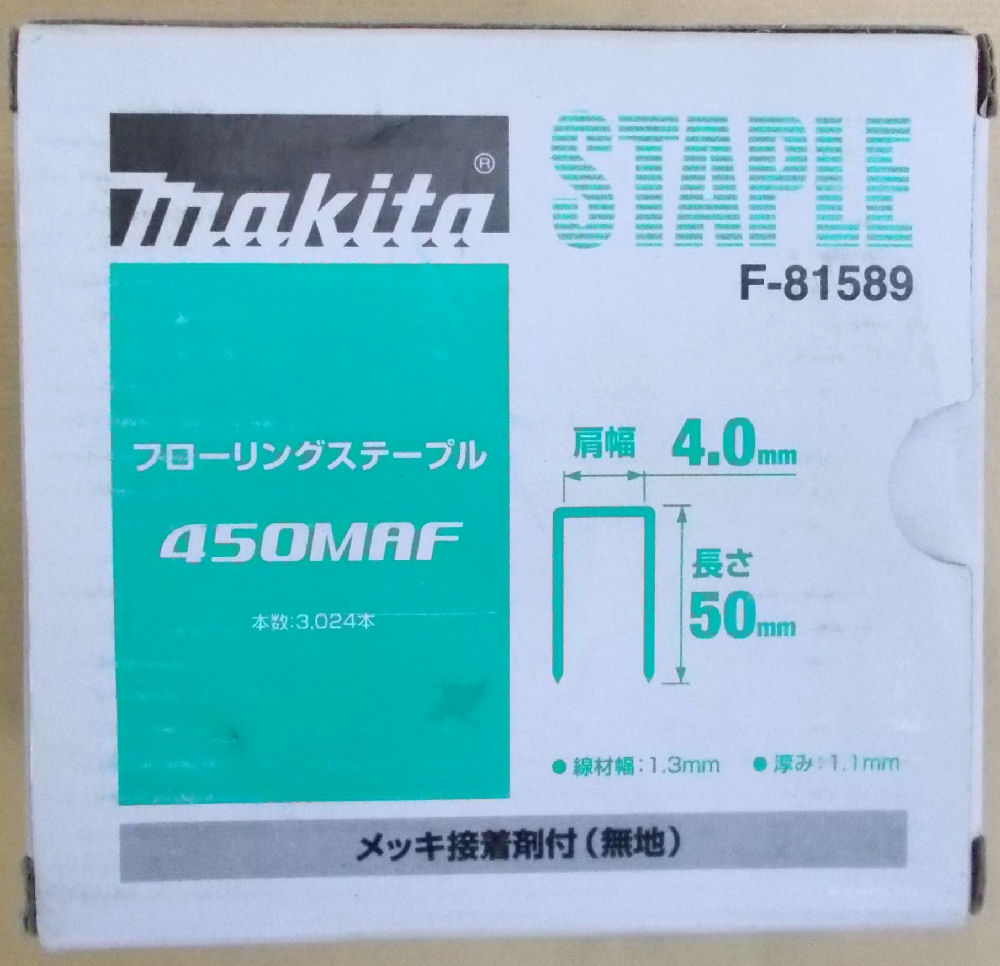 makita®
STAPLE
F-81589
フローリングステープル
450MAF
本数:3,024本
肩幅 4.0mm
長さ
50mm
●線材幅:1.3mm ●厚み:1.1mm
メッキ接着剤付(無地)